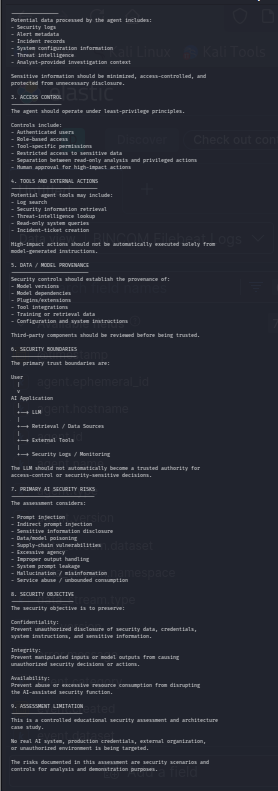 Potential data processed by the agent includes:
- Security logs
- Alert metadata
- Incident records
- System configuration information
- Threat intelligence
- Analyst-provided investigation context
Sensitive information should be minimized, access-controlled, and
protected from unnecessary disclosure.
3. ACCESS CONTROL
The agent should operate under least-privilege principles.
Controls include:
- Authenticated users
- Role-based access
- Tool-specific permissions
- Restricted access to sensitive data
- Separation between read-only analysis and privileged actions
- Human approval for high-impact actions
4. TOOLS AND EXTERNAL ACTIONS
Potential agent tools may include:
- Log search
- Security information retrieval
- Threat-intelligence lookup
- Read-only system queries
- Incident-ticket creation
High-impact actions should not be automatically executed solely from
model-generated instructions.
5. DATA / MODEL PROVENANCE
Security controls should establish the provenance of:
- Model versions
- Model dependencies
- Plugins/extensions
- Tool integrations
- Training or retrieval data
- Configuration and system instructions
Third-party components should be reviewed before being trusted.
6. SECURITY BOUNDARIES
The primary trust boundaries are:
User
|
v
AI Application
|
+--→ LLM
|
+--→ Retrieval / Data Sources
|
+--→ External Tools
|
+--→ Security Logs / Monitoring
The LLM should not automatically become a trusted authority for
access-control or security-sensitive decisions.
7. PRIMARY AI SECURITY RISKS
The assessment considers:
- Prompt injection
- Indirect prompt injection
- Sensitive information disclosure
- Data/model poisoning
- Supply-chain vulnerabilities
- Excessive agency
- Improper output handling
- System prompt leakage
- Hallucination / misinformation
- Service abuse / unbounded consumption
8. SECURITY OBJECTIVE
The security objective is to preserve:
Confidentiality:
Prevent unauthorized disclosure of security data, credentials,
system instructions, and sensitive information.
Integrity:
Prevent manipulated inputs or model outputs from causing
unauthorized security decisions or actions.
Availability:
Prevent abuse or excessive resource consumption from disrupting
the AI-assisted security function.
9. ASSESSMENT LIMITATION
This is a controlled educational security assessment and architecture
case study.
No real AI system, production credentials, external organization,
or unauthorized environment is being targeted.
The risks documented in this assessment are security scenarios and
controls for analysis and demonstration purposes.